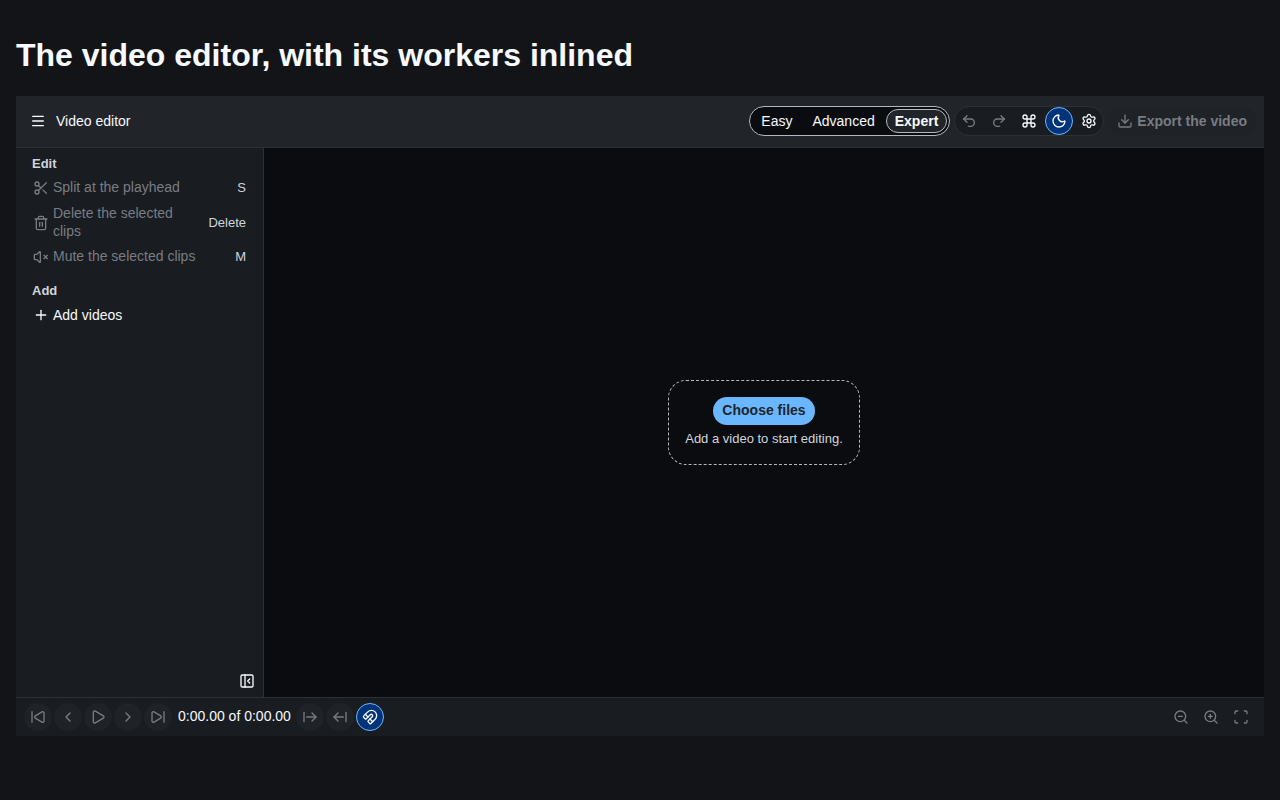 The video editor, with its workers inlined
Video editor
Easy Advanced Expert
Export the video
Edit
Split at the playhead S
Delete the selected clips Delete
Mute the selected clips M
Add
Add videos
Choose files
Add a video to start editing.
0:00.00 of 0:00.00